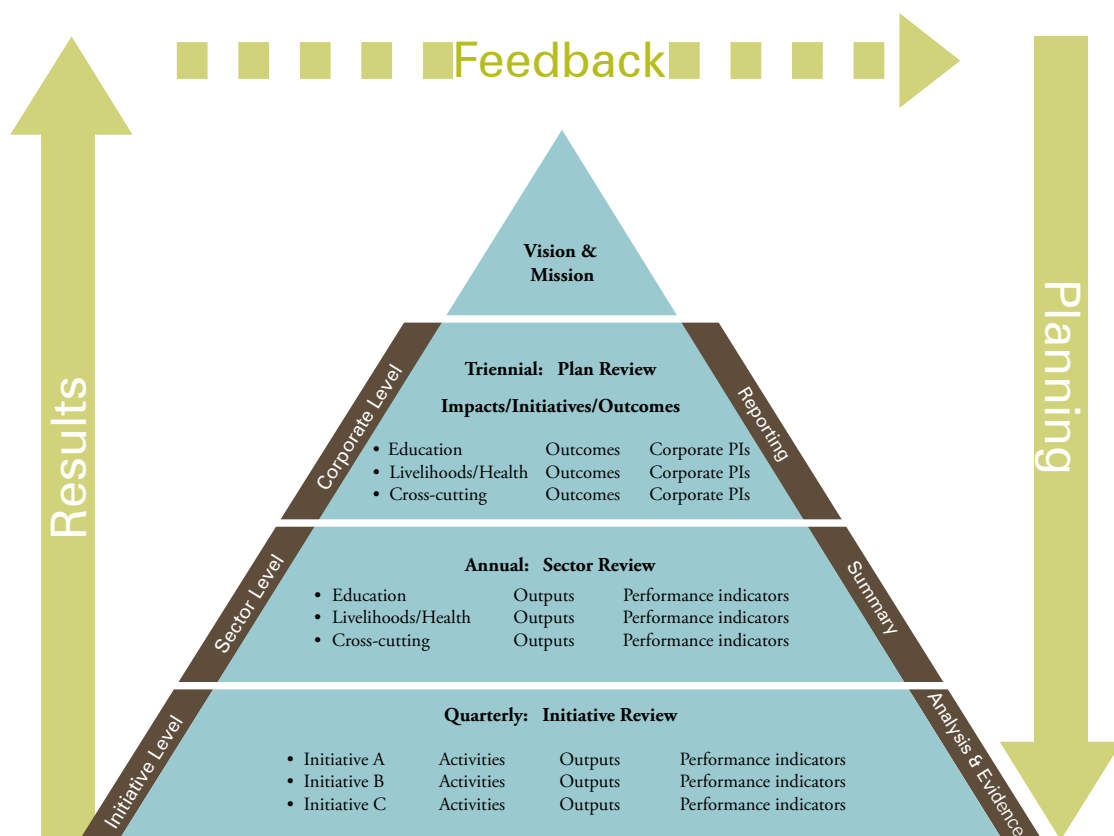 Feedback
Results
Planning
Vision &
Mission
Corporate Level
Reporting
Triennial: Plan Review
Impacts/Initiatives/Outcomes
• Education Outcomes Corporate PIs
• Livelihoods/Health Outcomes Corporate PIs
• Cross-cutting Outcomes Corporate PIs
Sector Level
Summary
Annual: Sector Review
• Education Outputs Performance indicators
• Livelihoods/Health Outputs Performance indicators
• Cross-cutting Outputs Performance indicators
Initiative Level
Analysis & Evidence
Quarterly: Initiative Review
• Initiative A Activities Outputs Performance indicators
• Initiative B Activities Outputs Performance indicators
• Initiative C Activities Outputs Performance indicators